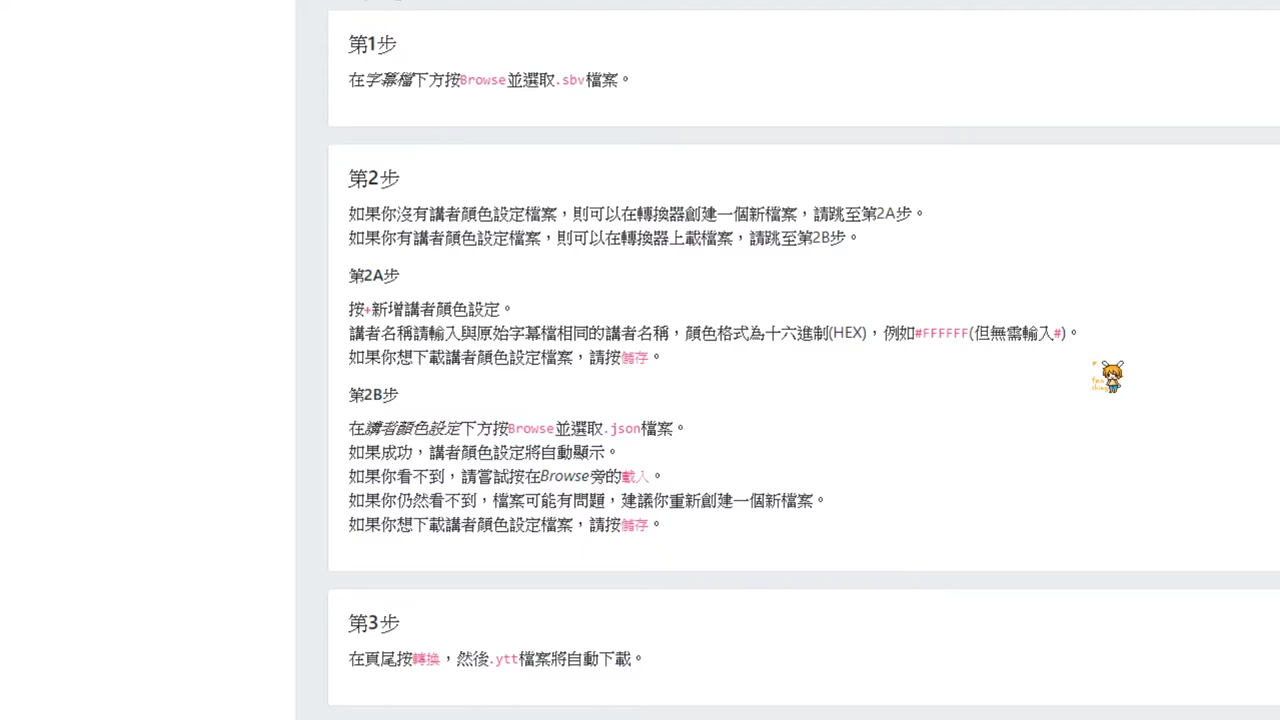 第1步
在字幕檔下方按Browse並選取.sbv檔案。
第2步
如果你沒有講者顏色設定檔案，則可以在轉換器創建一個新檔案，請跳至第2A步。
如果你有講者顏色設定檔案，則可以在轉換器上載檔案，請跳至第2B步。
第2A步
按+新增講者顏色設定。
講者名稱請輸入與原始字幕檔相同的講者名稱，顏色格式為十六進制(HEX)，例如#FFFFFF(但無需輸入#)。
如果你想下載講者顏色設定檔案，請按儲存。
第2B步
在講者顏色設定下方按Browse並選取.json檔案。
如果成功，講者顏色設定將自動顯示。
如果你看不到，請嘗試按在Browse旁的載入。
如果你仍然看不到，檔案可能有問題，建議你重新創建一個新檔案。
如果你想下載講者顏色設定檔案，請按儲存。
第3步
在頁尾按轉換，然後.ytt檔案將自動下載。